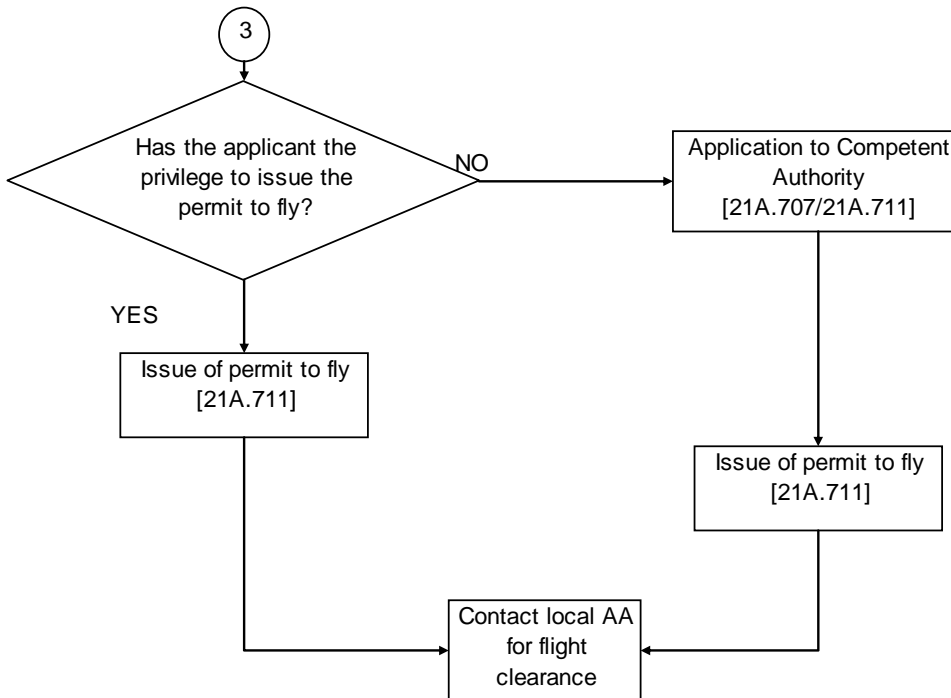 3
Has the applicant the
privilege to issue the
permit to fly?
NO
Application to Competent
Authority
[21A.707/21A.711]
YES
Issue of permit to fly
[21A.711]
Issue of permit to fly
[21A.711]
Contact local AA
for flight
clearance